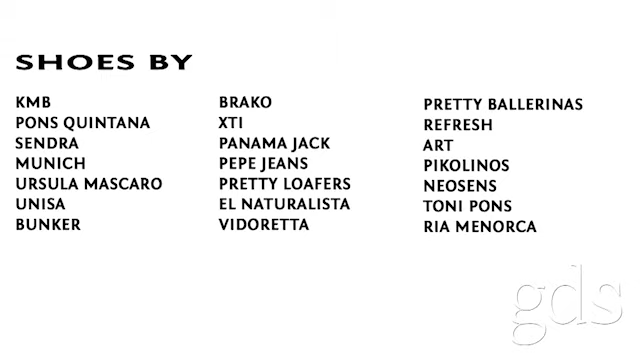 SHOES BY
KMB
PONS QUINTANA
SENDRA
MUNICH
URSULA MASCARO
UNISA
BUNKER
BRAKO
XTI
PANAMA JACK
PEPE JEANS
PRETTY LOAFERS
EL NATURALISTA
VIDORETTA
PRETTY BALLERINAS
REFRESH
ART
PIKOLINOS
NEOSENS
TONI PONS
RIA MENORCA
gds